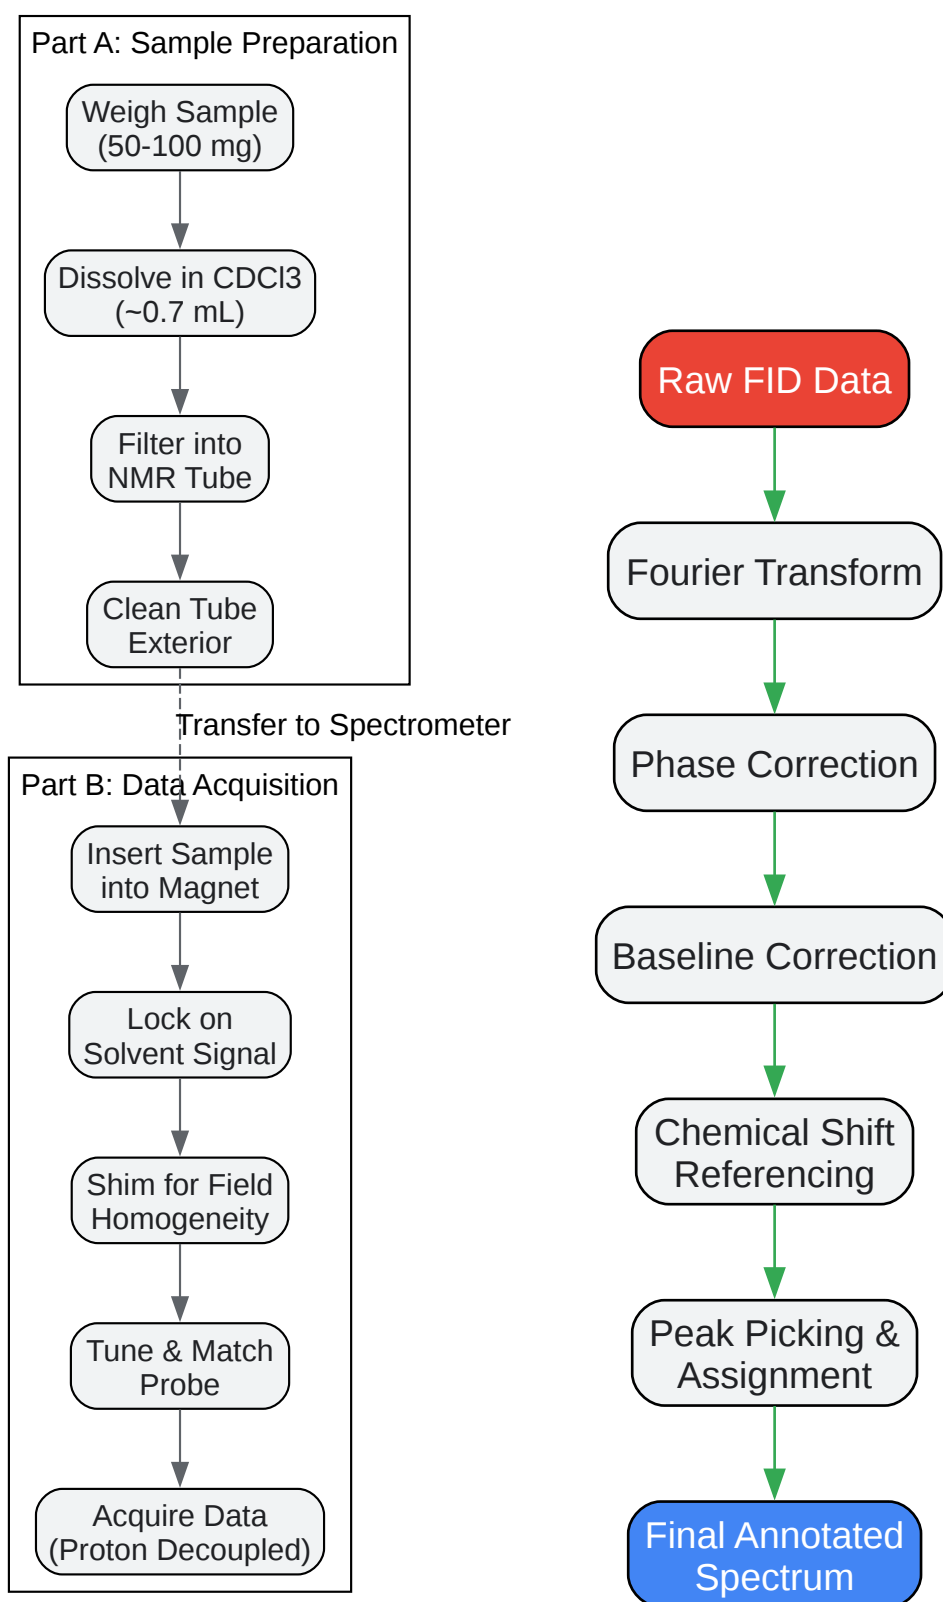 Part A: Sample Preparation
Weigh Sample
(50-100 mg)
Dissolve in CDCl3
(~0.7 mL)
Filter into
NMR Tube
Clean Tube
Exterior
Transfer to Spectrometer
Part B: Data Acquisition
Insert Sample
into Magnet
Lock on
Solvent Signal
Shim for Field
Homogeneity
Tune & Match
Probe
Acquire Data
(Proton Decoupled)
Raw FID Data
Fourier Transform
Phase Correction
Baseline Correction
Chemical Shift
Referencing
Peak Picking &
Assignment
Final Annotated
Spectrum